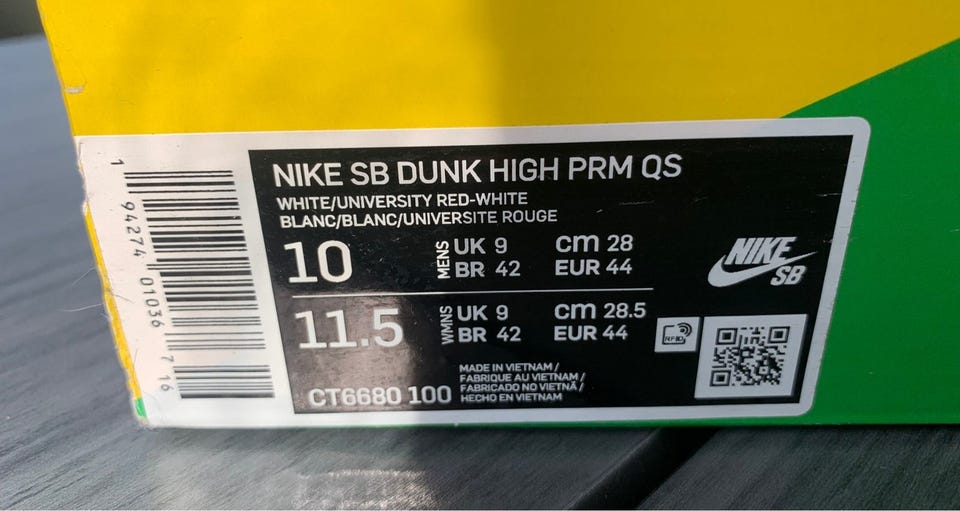 NIKE SB DUNK HIGH PRM QS
WHITE/UNIVERSITY RED-WHITE
BLANC/BLANC/UNIVERSITE ROUGE
10 MENS UK 9 cm 28
BR 42 EUR 44
11.5 WMNS UK 9 cm 28.5
BR 42 EUR 44
CT6680 100
MADE IN VIETNAM /
FABRIQUE AU VIETNAM /
FABRICADO NO VIETNÃ /
HECHO EN VIETNAM
NIKE
SB
RFID
1 94274 01036 7 16